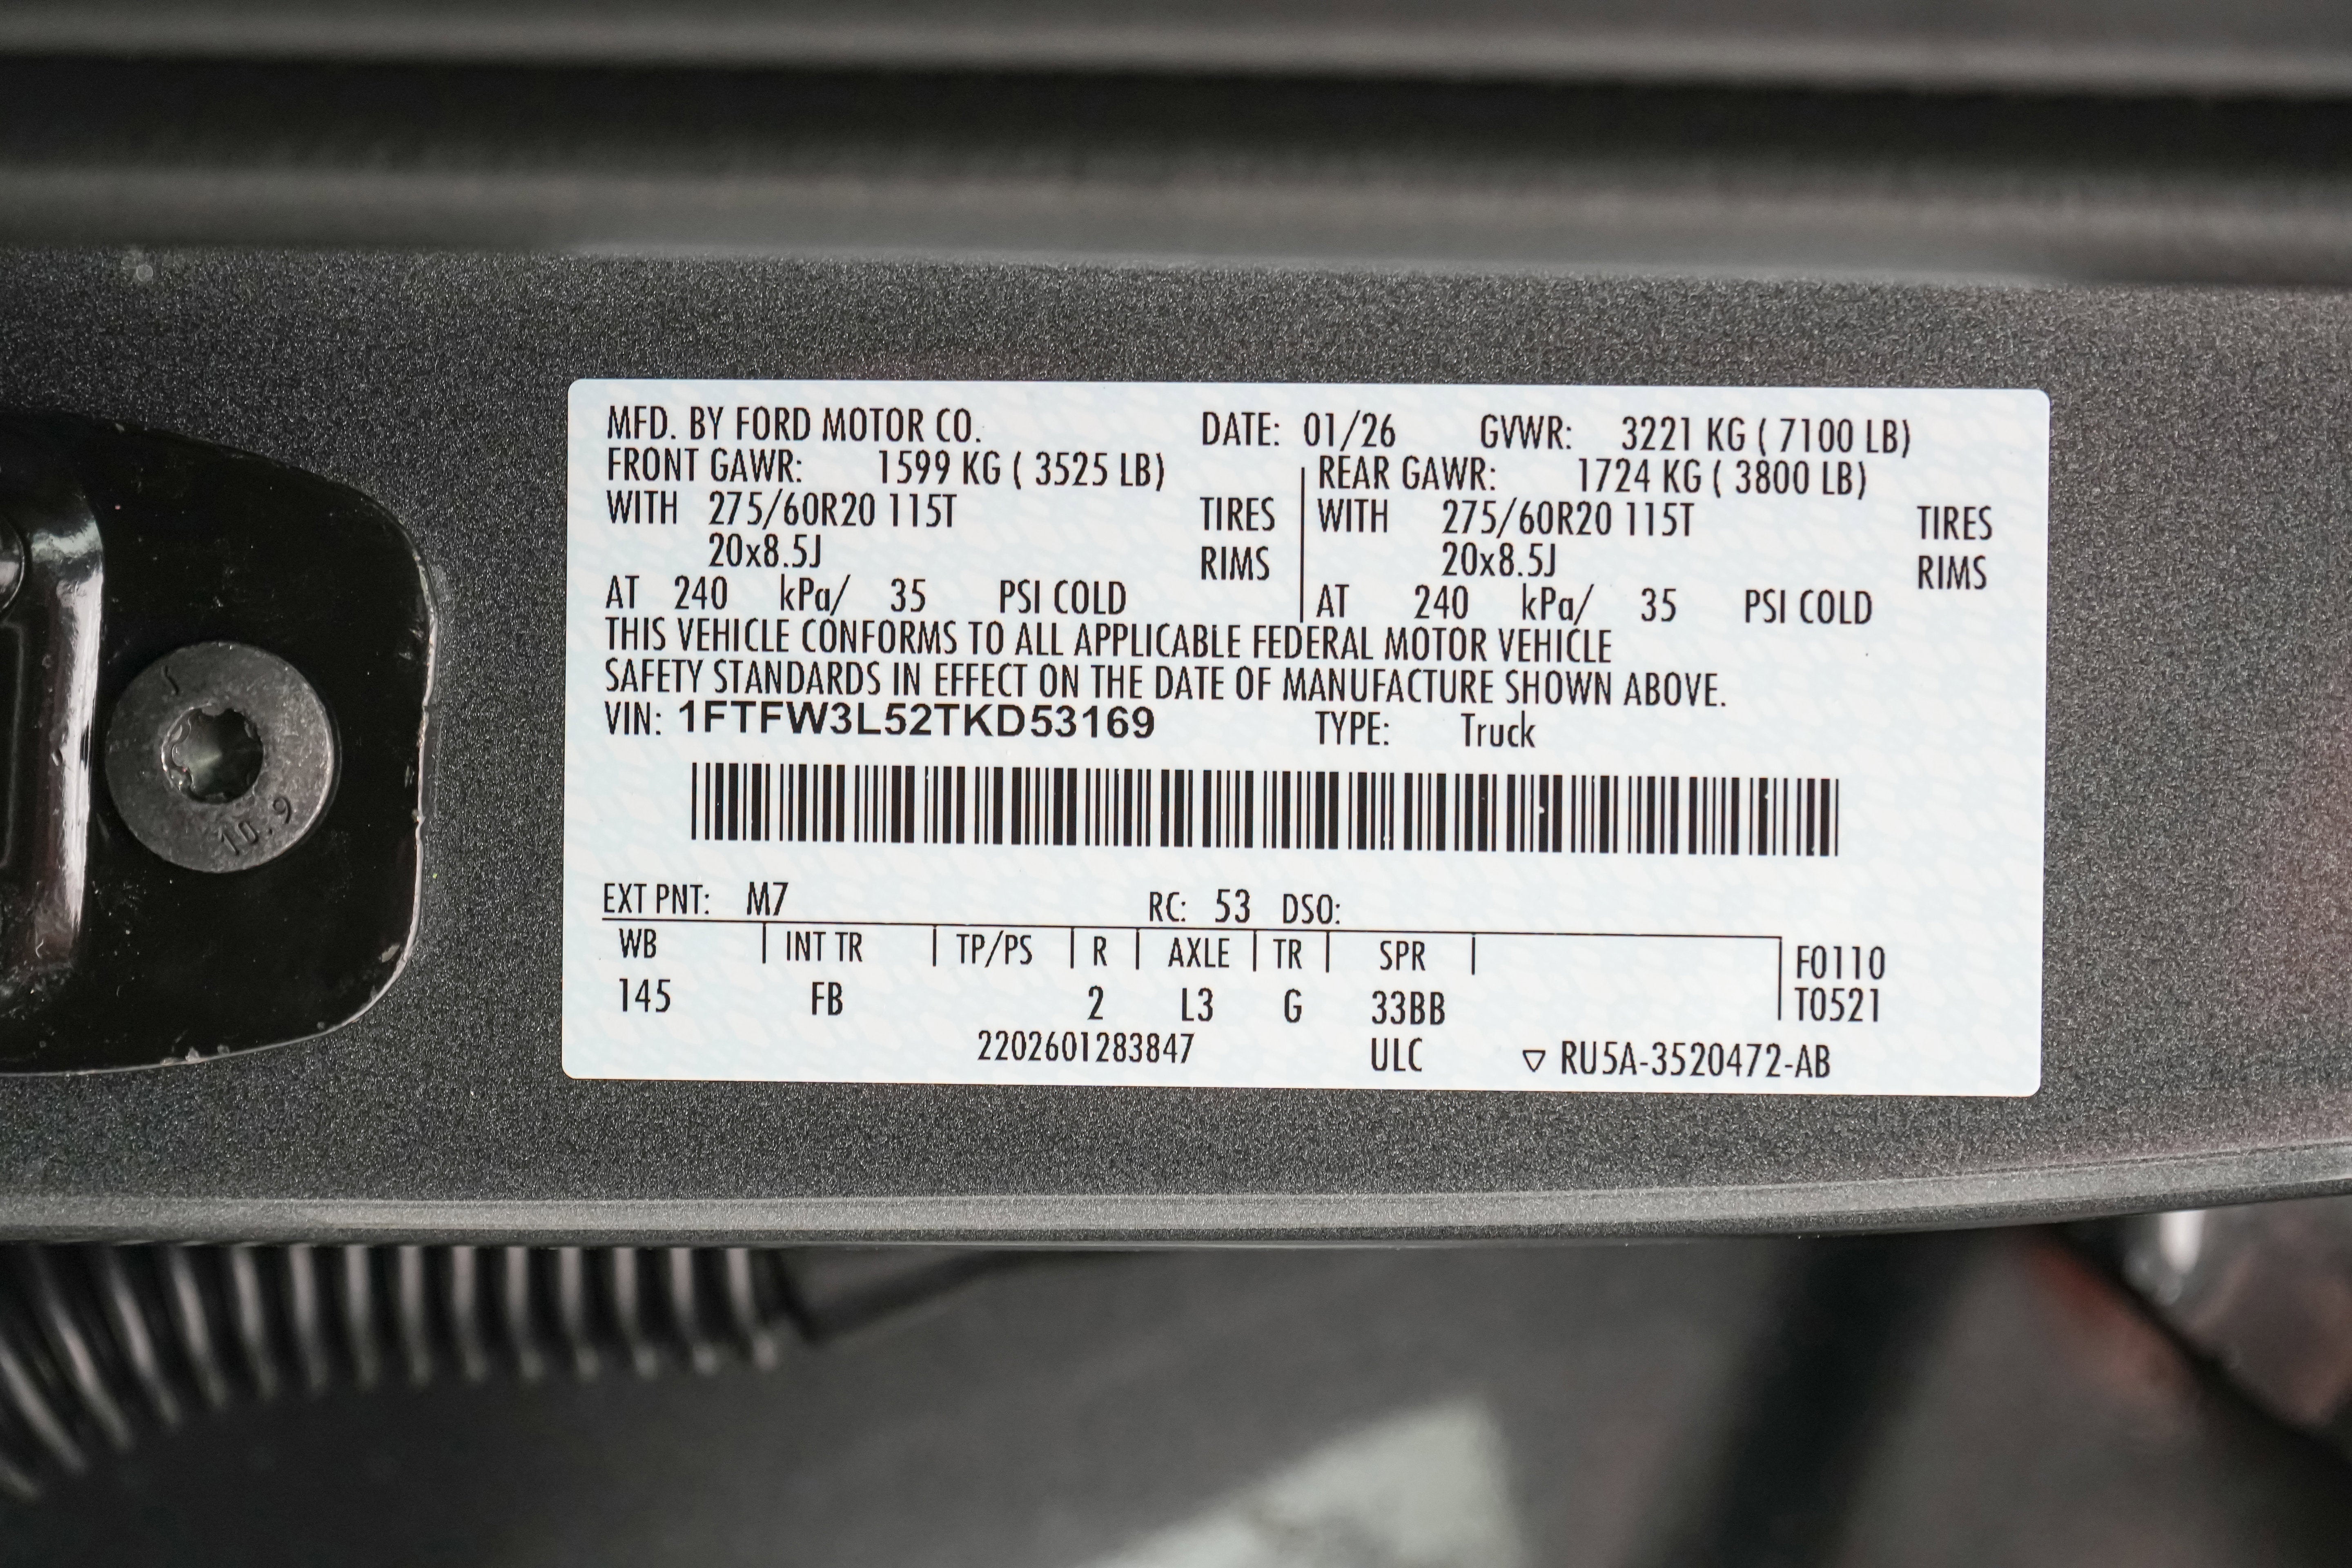 MFD. BY FORD MOTOR CO. DATE: 01/26 GVWR: 3221 KG ( 7100 LB)
FRONT GAWR: 1599 KG ( 3525 LB) REAR GAWR: 1724 KG ( 3800 LB)
WITH 275/60R20 115T TIRES WITH 275/60R20 115T TIRES
20x8.5J RIMS 20x8.5J RIMS
AT 240 kPa/ 35 PSI COLD AT 240 kPa/ 35 PSI COLD
THIS VEHICLE CONFORMS TO ALL APPLICABLE FEDERAL MOTOR VEHICLE
SAFETY STANDARDS IN EFFECT ON THE DATE OF MANUFACTURE SHOWN ABOVE.
VIN: 1FTFW3L52TKD53169 TYPE: Truck
EXT PNT: M7 RC: 53 DSO:
WB INT TR TP/PS R AXLE TR SPR F0110
145 FB 2 L3 G 33BB T0521
2202601283847 ULC ▽ RU5A-3520472-AB
10.9